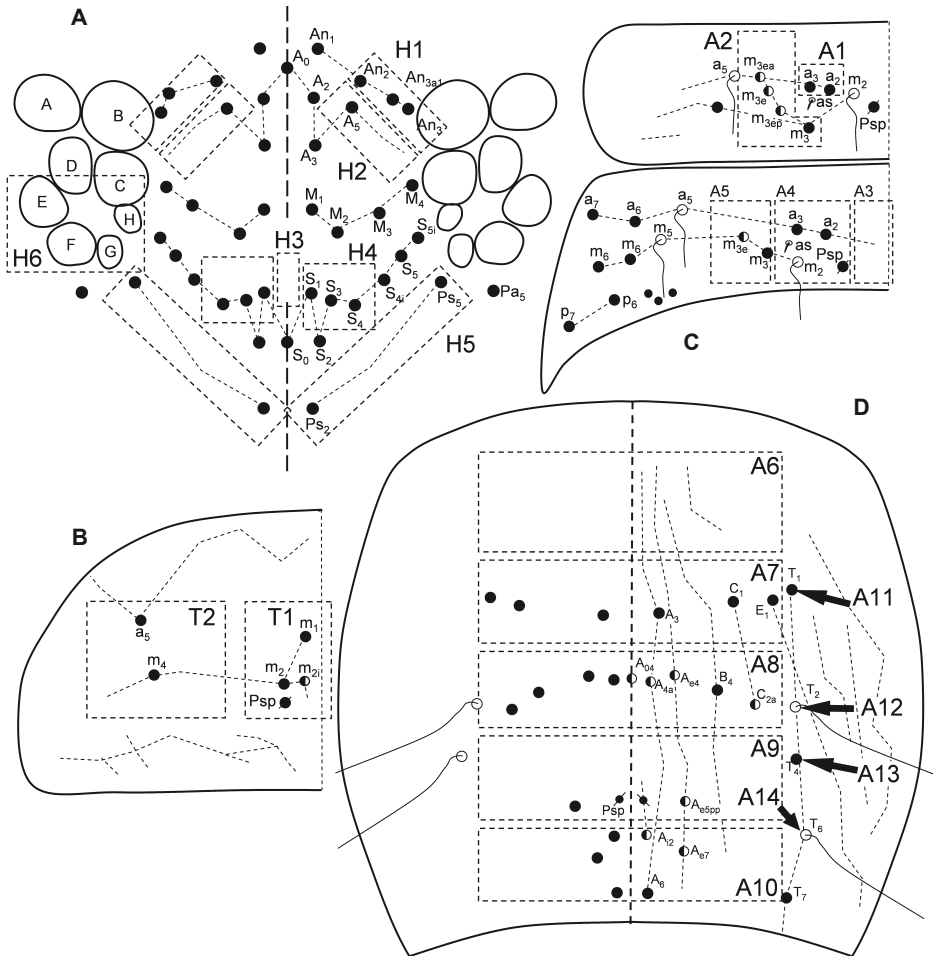 A
An1
A0
H1
An2
An3a1
A2
A5
An3
A3
H2
A
B
D
C
E
H
F
G
H6
M1
M2
M3
M4
S5i
S5
H3
H4
S1
S3
S4i
S4
Ps5
Pa5
S0
S2
H5
Ps2
A2
A1
a5
m3ea
a3
a2
m2
m3e
as
m3ep
m3
Psp
A5
A4
A3
a7
a6
a5
a3
a2
m5
m3e
as
m6
m6
m3
m2
Psp
p7
p6
C
B
T2
T1
a5
m1
m4
m2
m2i
Psp
D
A6
A7
C1
E1
T1
A11
A3
A8
A04
A4a
Ae4
B4
C2a
T2
A12
A9
T4
A13
Psp
Ae5pp
A14
Ai2
Ae7
T6
A6
A10
T7